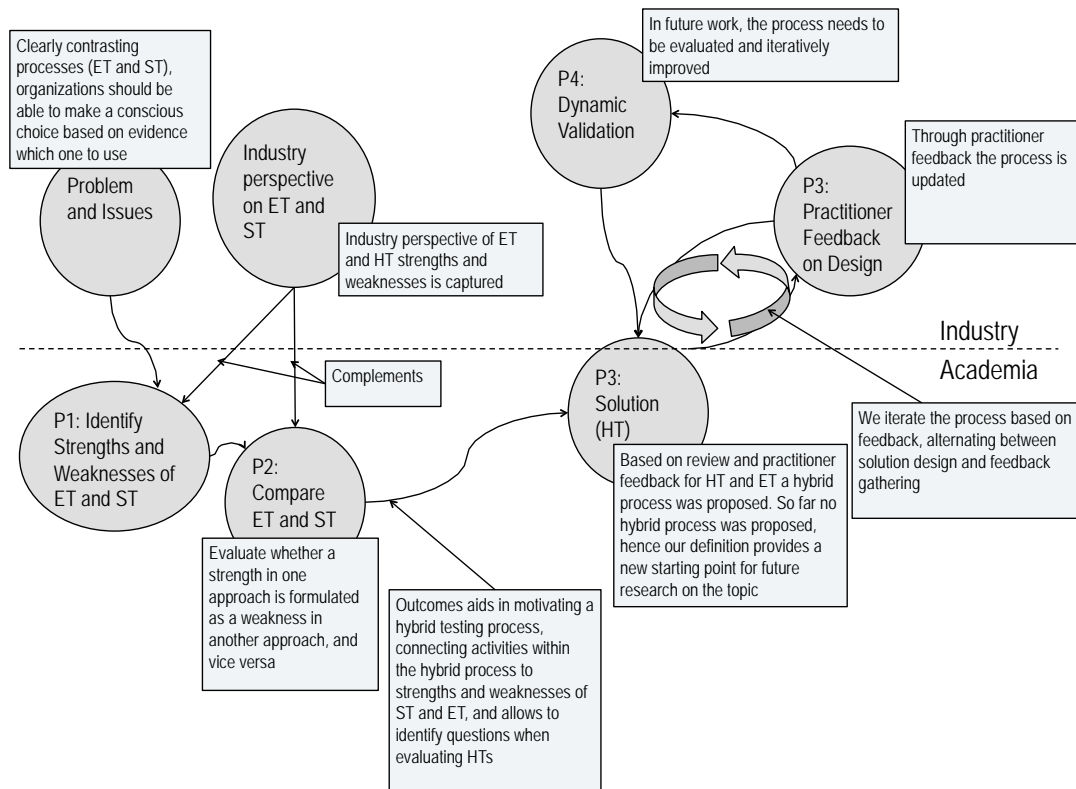 Clearly contrasting
processes (ET and ST),
organizations should be
able to make a conscious
choice based on evidence
which one to use
Problem
and Issues
Industry
perspective
on ET and
ST
Industry perspective of ET
and HT strengths and
weaknesses is captured
In future work, the process needs to
be evaluated and iteratively
improved
P4:
Dynamic
Validation
Through practitioner
feedback the process is
updated
P3:
Practitioner
Feedback
on Design
Industry
Academia
Complements
P1: Identify
Strengths and
Weaknesses of
ET and ST
P2:
Compare
ET and ST
Evaluate whether a
strength in one
approach is formulated
as a weakness in
another approach, and
vice versa
Outcomes aids in motivating a
hybrid testing process,
connecting activities within
the hybrid process to
strengths and weaknesses of
ST and ET, and allows to
identify questions when
evaluating HTs
P3:
Solution
(HT)
Based on review and practitioner
feedback for HT and ET a hybrid
process was proposed. So far no
hybrid process was proposed,
hence our definition provides a
new starting point for future
research on the topic
We iterate the process based on
feedback, alternating between
solution design and feedback
gathering